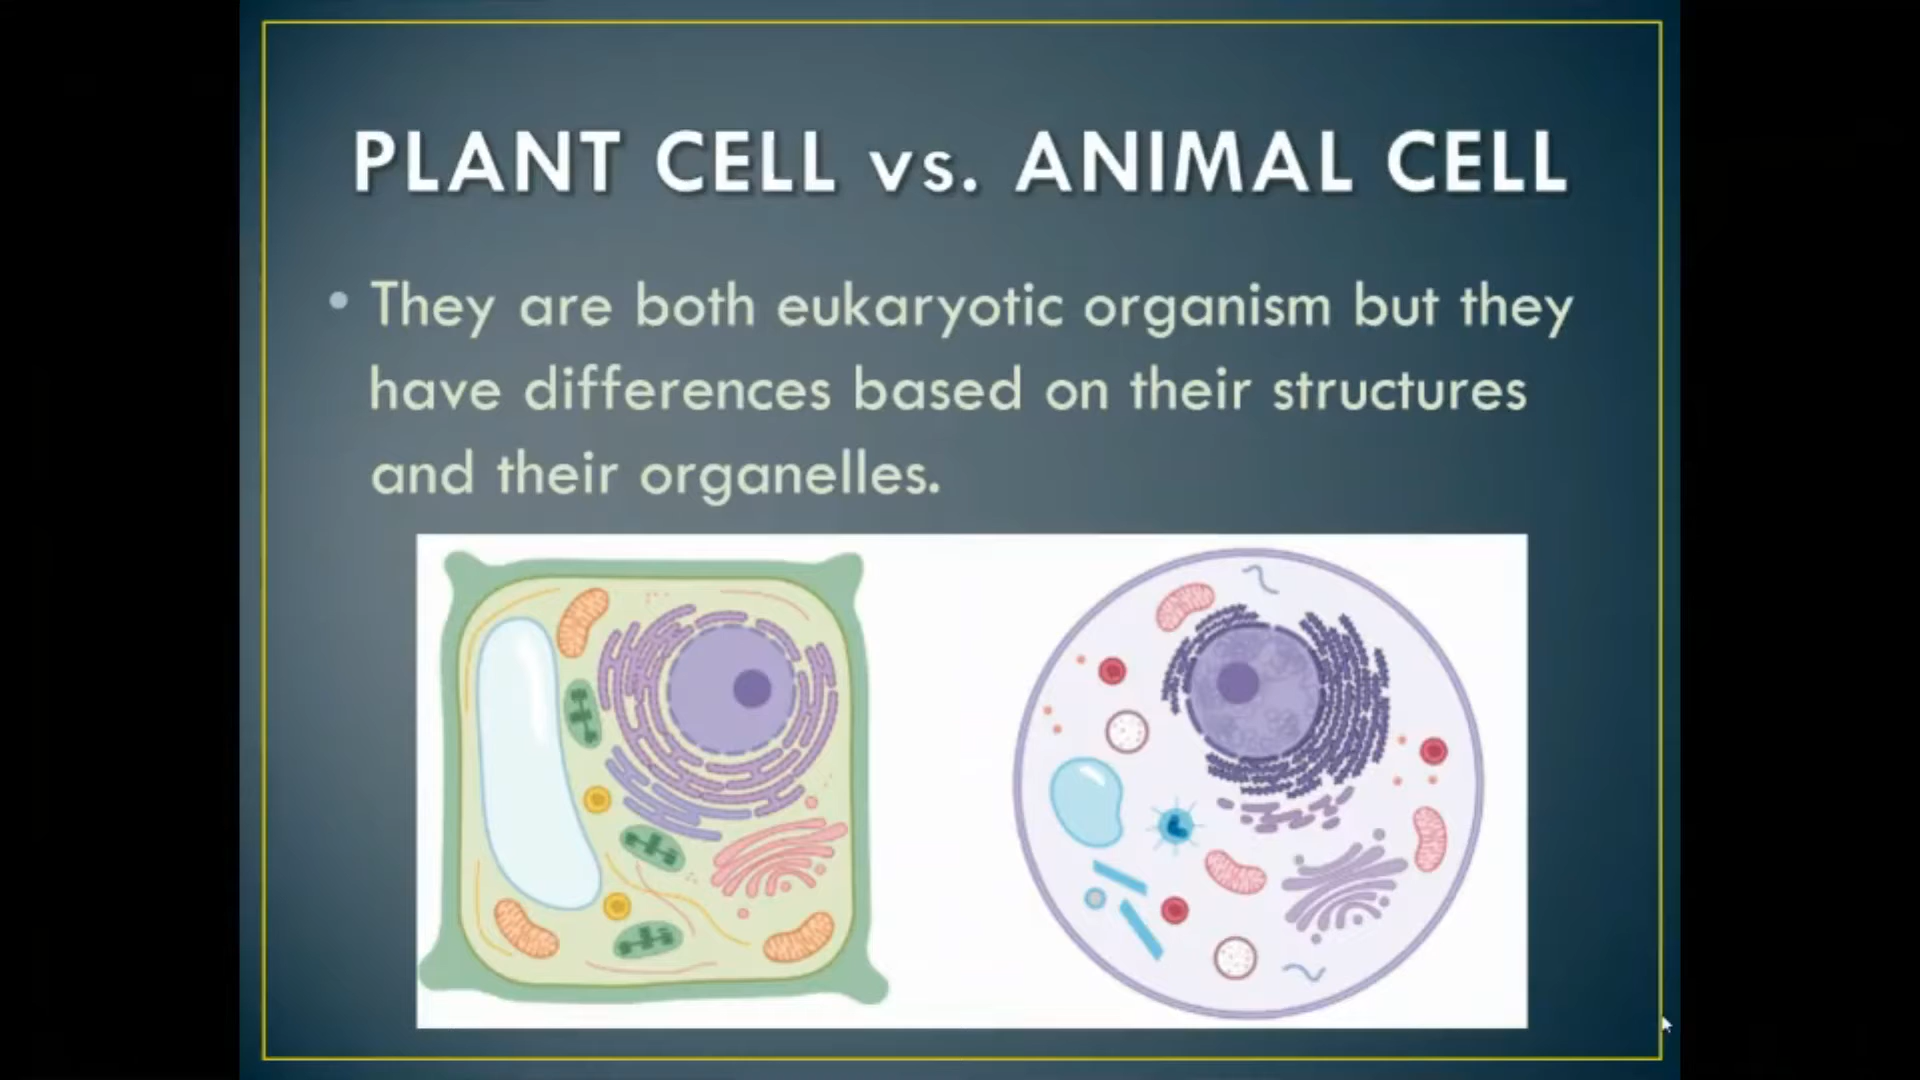 PLANT CELL vs. ANIMAL CELL
• They are both eukaryotic organism but they
have differences based on their structures
and their organelles.